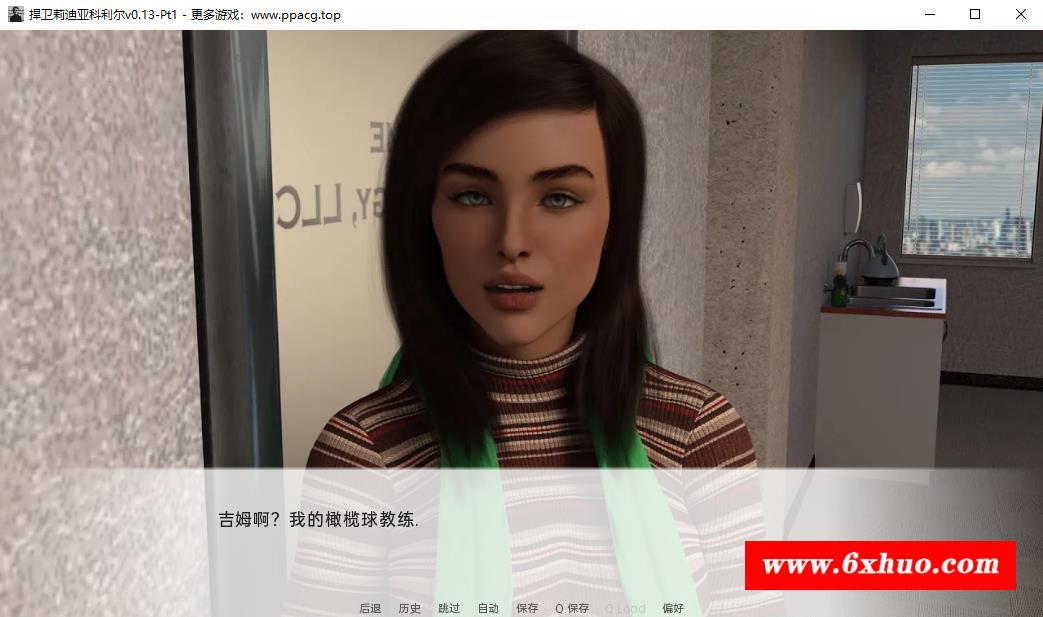 捍卫莉迪亚科利尔v0.13-Pt1 - 更多游戏：www.ppacg.top
NE
GY, LLC
吉姆啊？我的橄榄球教练.
www.6xhuo.com
后退 历史 跳过 自动 保存 Q.保存 Q.Load 偏好